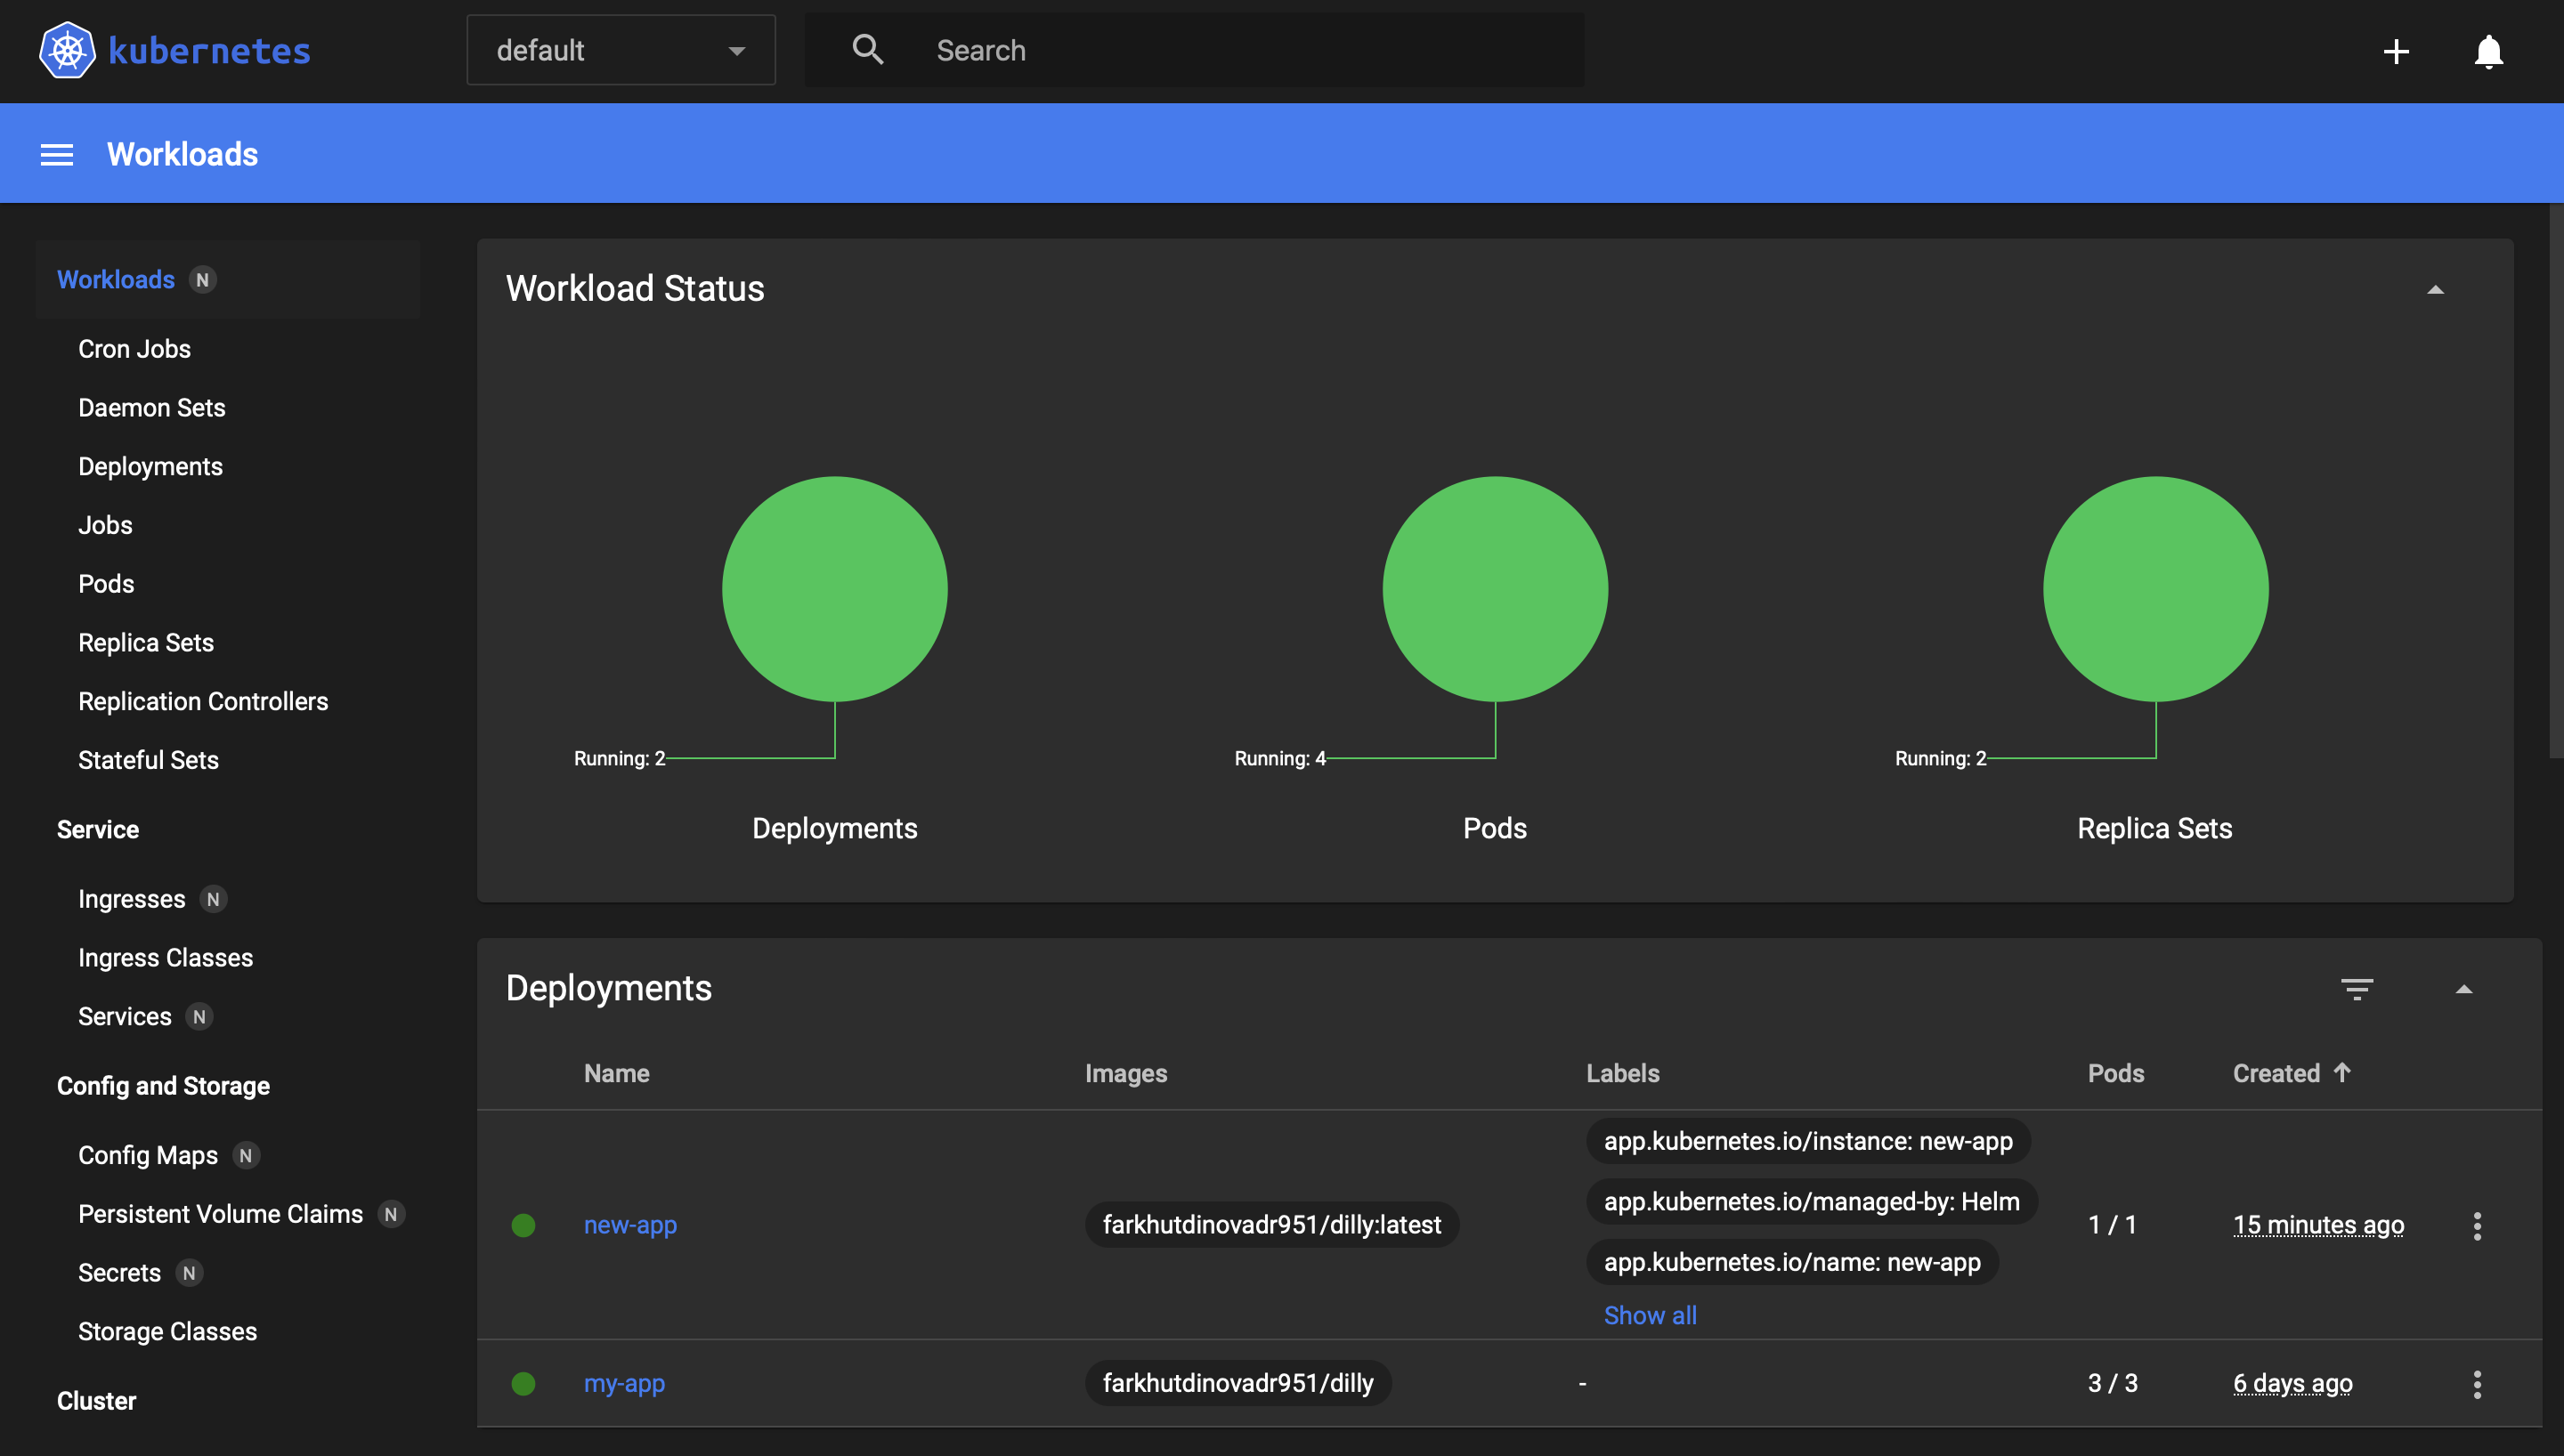 kubernetes
default
Search
Workloads
Workloads N
Cron Jobs
Daemon Sets
Deployments
Jobs
Pods
Replica Sets
Replication Controllers
Stateful Sets
Service
Ingresses N
Ingress Classes
Services N
Config and Storage
Config Maps N
Persistent Volume Claims N
Secrets N
Storage Classes
Cluster
Workload Status
Running: 2
Running: 4
Running: 2
Deployments
Pods
Replica Sets
Deployments
Name Images Labels Pods Created
new-app farkhutdinovadr951/dilly:latest
app.kubernetes.io/instance: new-app
app.kubernetes.io/managed-by: Helm
app.kubernetes.io/name: new-app
Show all
1 / 1 15 minutes ago
my-app farkhutdinovadr951/dilly - 3 / 3 6 days ago